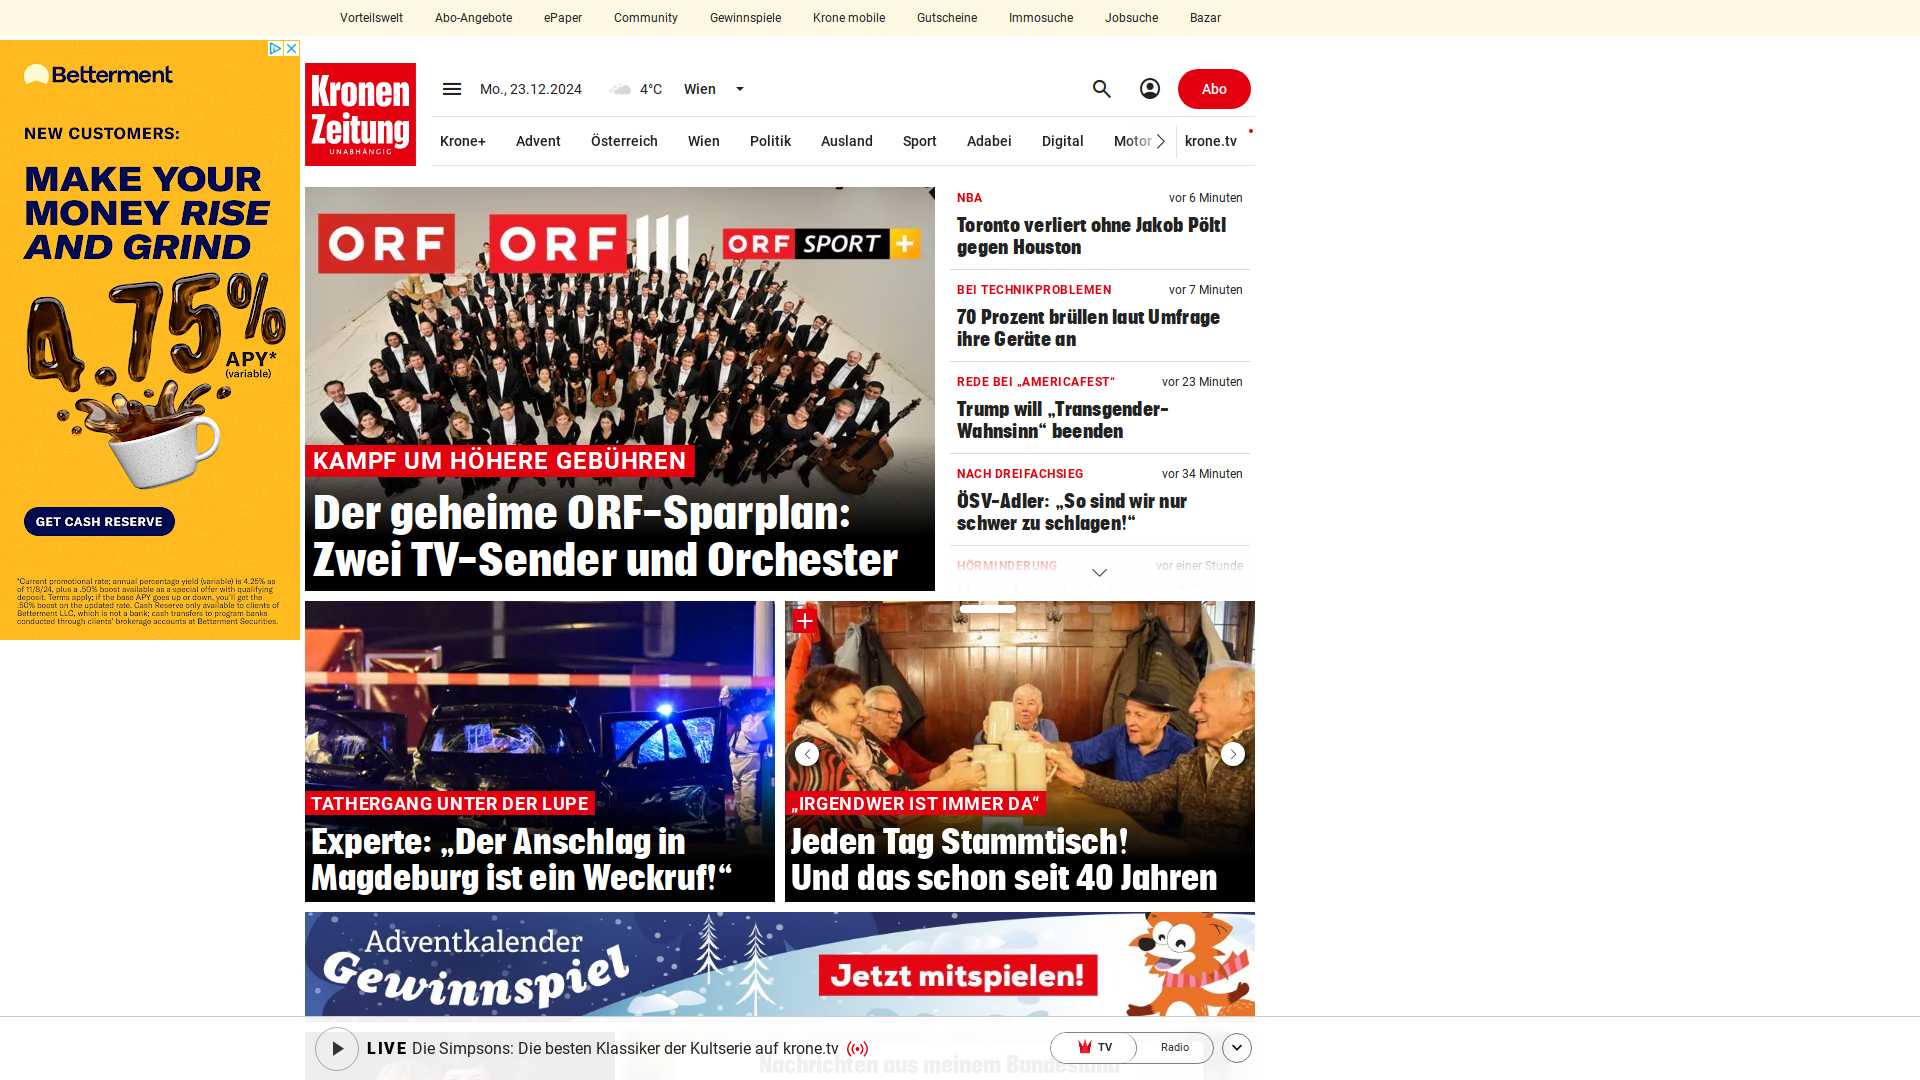 Vorteilswelt Abo-Angebote ePaper Community Gewinnspiele Krone mobile Gutscheine Immosuche Jobsuche Bazar
Betterment
NEW CUSTOMERS:
MAKE YOUR
MONEY RISE
AND GRIND
4.75%
APY*
(variable)
GET CASH RESERVE
*Current promotional rate; annual percentage yield (variable) is 4.25% as
of 11/8/24, plus a .50% boost available as a special offer with qualifying
deposit. Terms apply; if the base APY goes up or down, you'll get the
.50% boost on the updated rate. Cash Reserve only available to clients of
Betterment LLC, which is not a bank; cash transfers to program banks
conducted through clients' brokerage accounts at Betterment Securities.
Kronen
Zeitung
UNABHÄNGIG
Mo., 23.12.2024 4°C Wien
Abo
Krone+ Advent Österreich Wien Politik Ausland Sport Adabei Digital Motor krone.tv
ORF ORF III ORF SPORT +
KAMPF UM HÖHERE GEBÜHREN
Der geheime ORF-Sparplan:
Zwei TV-Sender und Orchester
NBA vor 6 Minuten
Toronto verliert ohne Jakob Pöltl
gegen Houston
BEI TECHNIKPROBLEMEN vor 7 Minuten
70 Prozent brüllen laut Umfrage
ihre Geräte an
REDE BEI „AMERICAFEST“ vor 23 Minuten
Trump will „Transgender-
Wahnsinn“ beenden
NACH DREIFACHSIEG vor 34 Minuten
ÖSV-Adler: „So sind wir nur
schwer zu schlagen!“
HÖRMINDERUNG vor einer Stunde
TATHERGANG UNTER DER LUPE
Experte: „Der Anschlag in
Magdeburg ist ein Weckruf!“
„IRGENDWER IST IMMER DA“
Jeden Tag Stammtisch!
Und das schon seit 40 Jahren
Adventkalender
Gewinnspiel
Jetzt mitspielen!
LIVE Die Simpsons: Die besten Klassiker der Kultserie auf krone.tv
TV Radio
Nachrichten aus meinem Bundesland